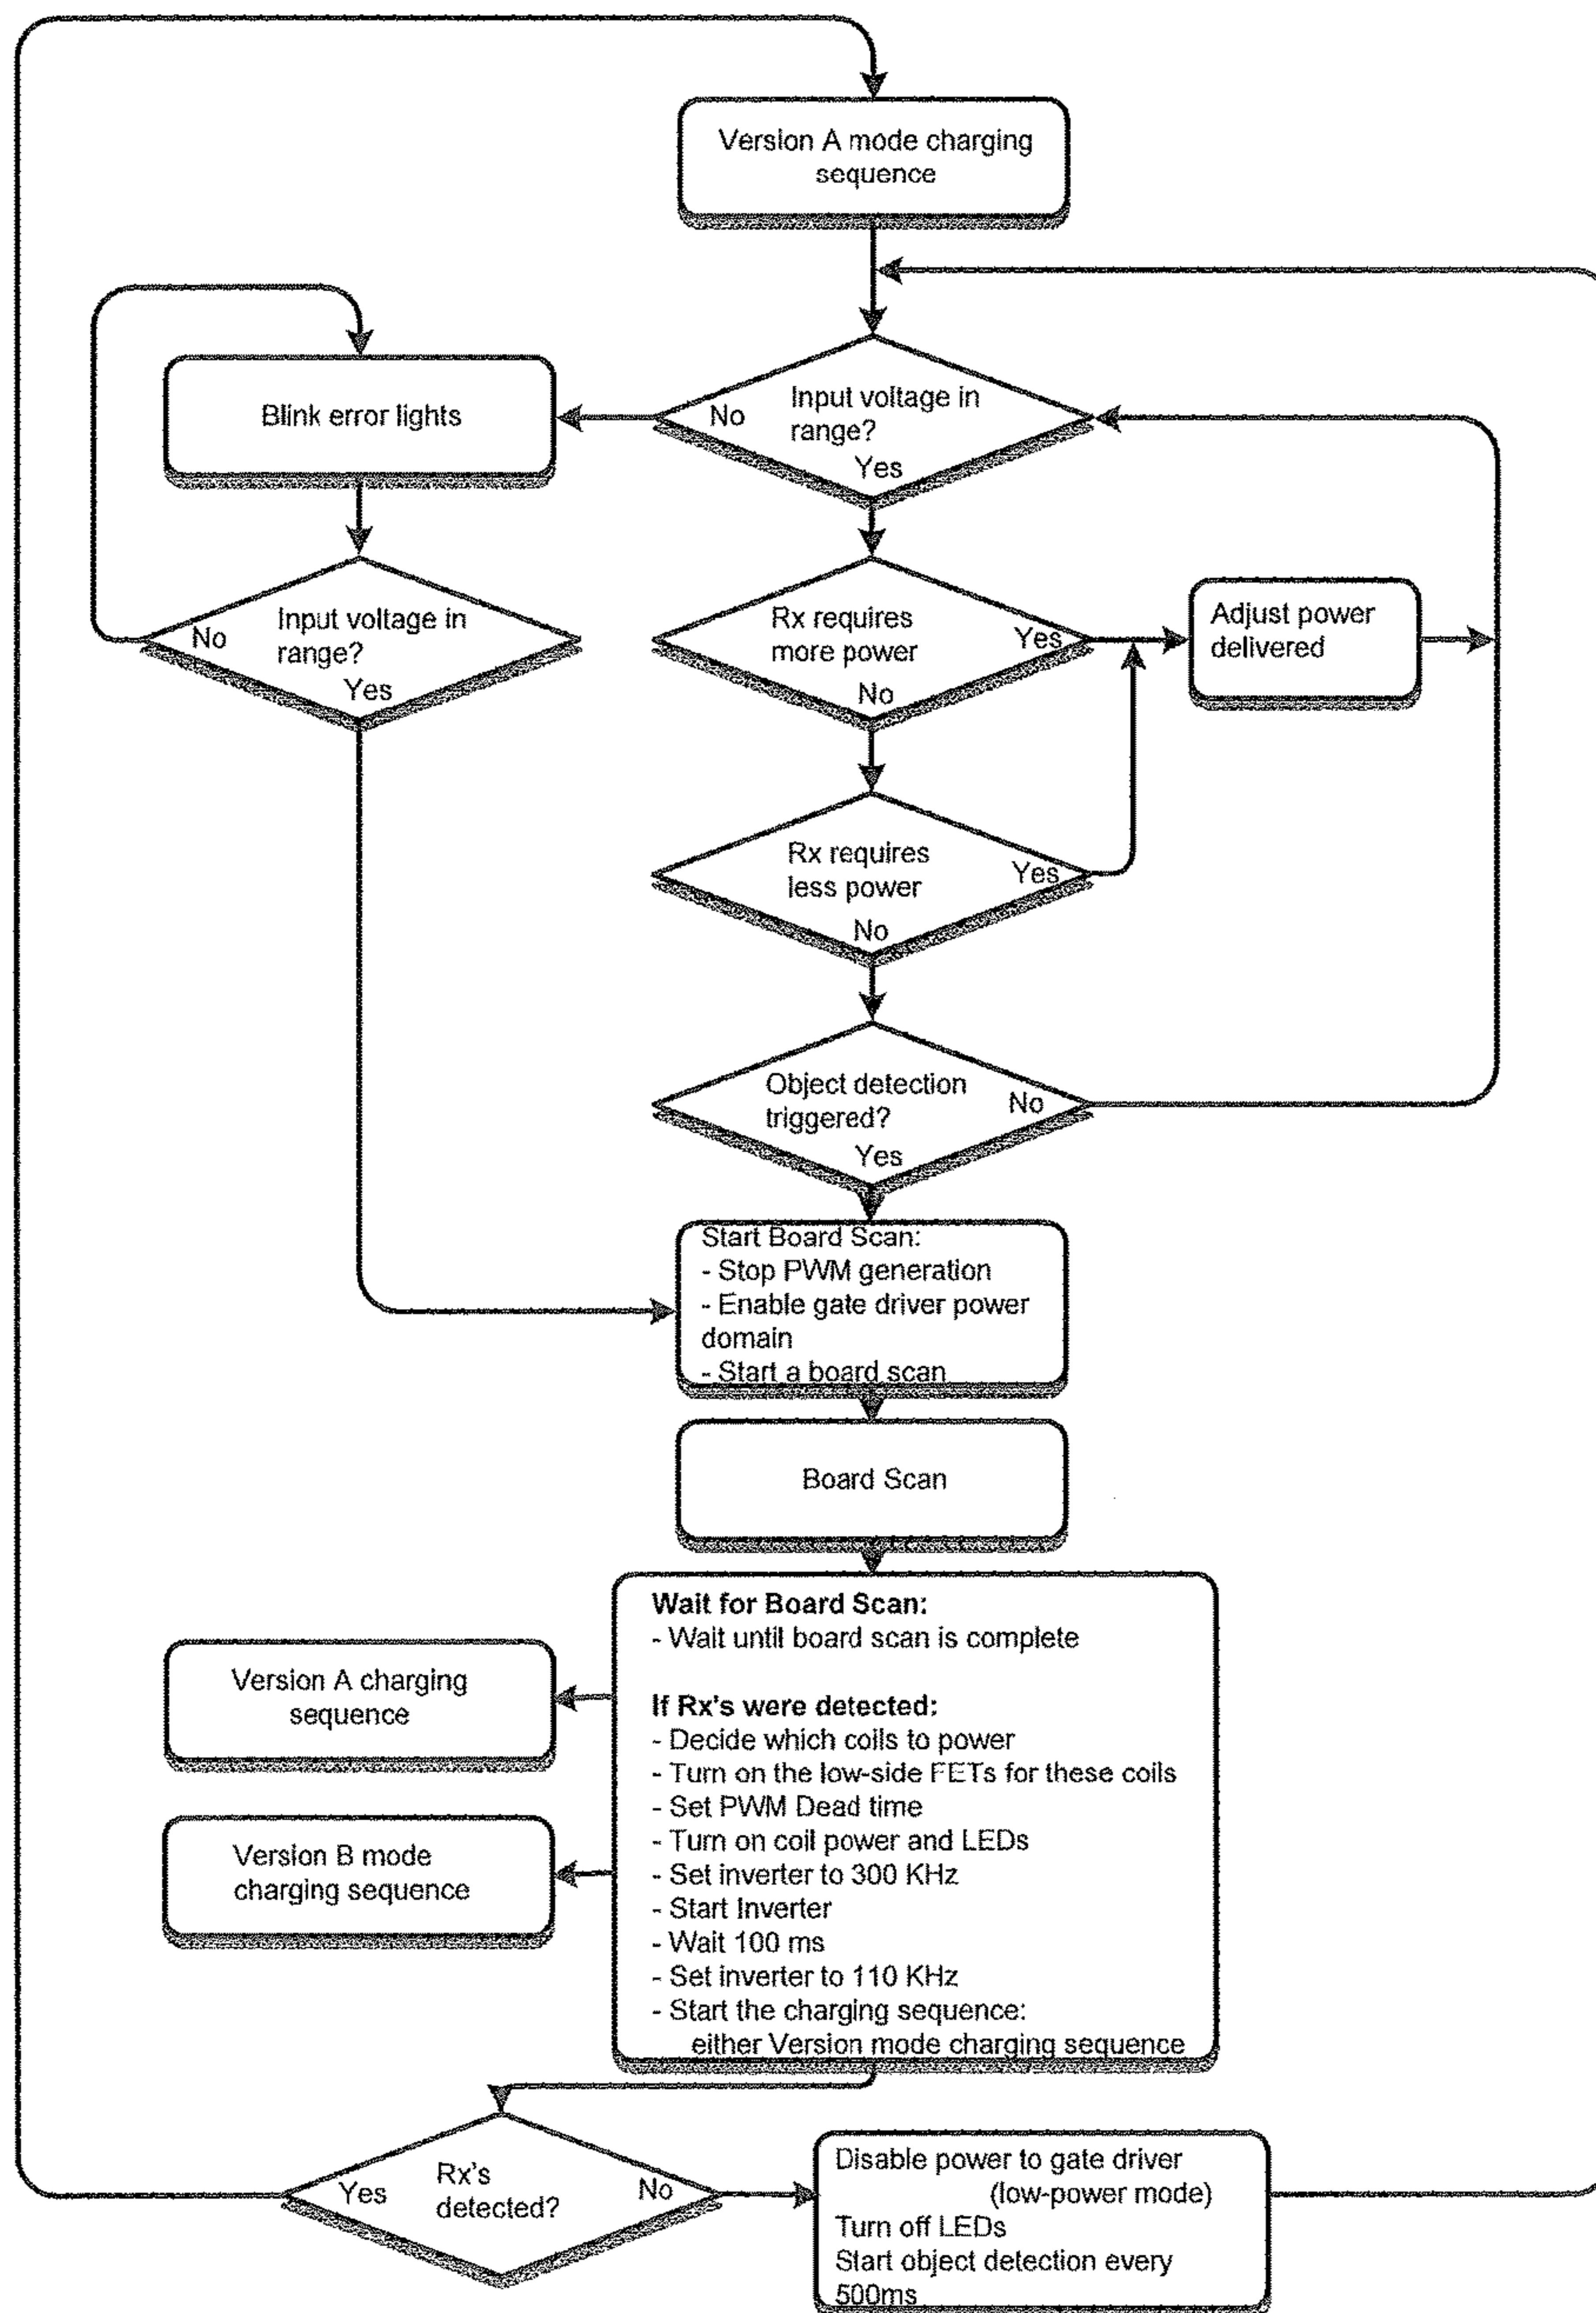 Version A mode charging
sequence
Blink error lights
No
Input voltage in
range?
Yes
No
Input voltage in
range?
Yes
Rx requires
more power
Yes
No
Adjust power
delivered
Rx requires
less power
Yes
No
Object detection
triggered?
No
Yes
Start Board Scan:
- Stop PWM generation
- Enable gate driver power
domain
- Start a board scan
Board Scan
Wait for Board Scan:
- Wait until board scan is complete
If Rx's were detected:
- Decide which coils to power
- Turn on the low-side FETs for these coils
- Set PWM Dead time
- Turn on coil power and LEDs
- Set inverter to 300 KHz
- Start Inverter
- Wait 100 ms
- Set inverter to 110 KHz
- Start the charging sequence:
either Version mode charging sequence
Version A charging
sequence
Version B mode
charging sequence
Yes
Rx's
detected?
No
Disable power to gate driver
(low-power mode)
Turn off LEDs
Start object detection every
500ms